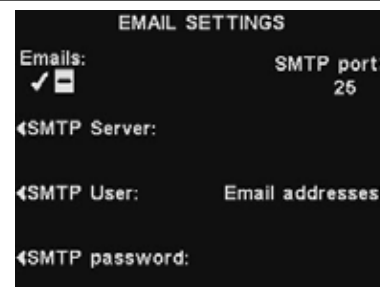 EMAIL SETTINGS
Emails:
SMTP port:
25
SMTP Server:
SMTP User:
Email addresses
SMTP password: